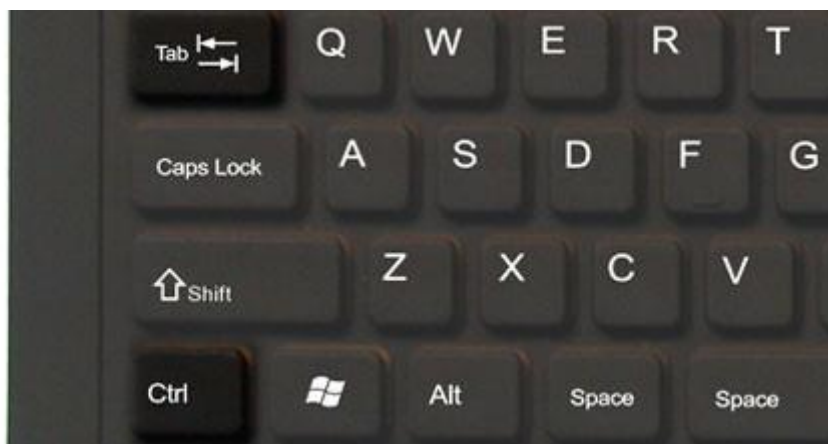 Tab Q W E R T
Caps Lock A S D F G
Shift Z X C V
Ctrl Alt Space Space